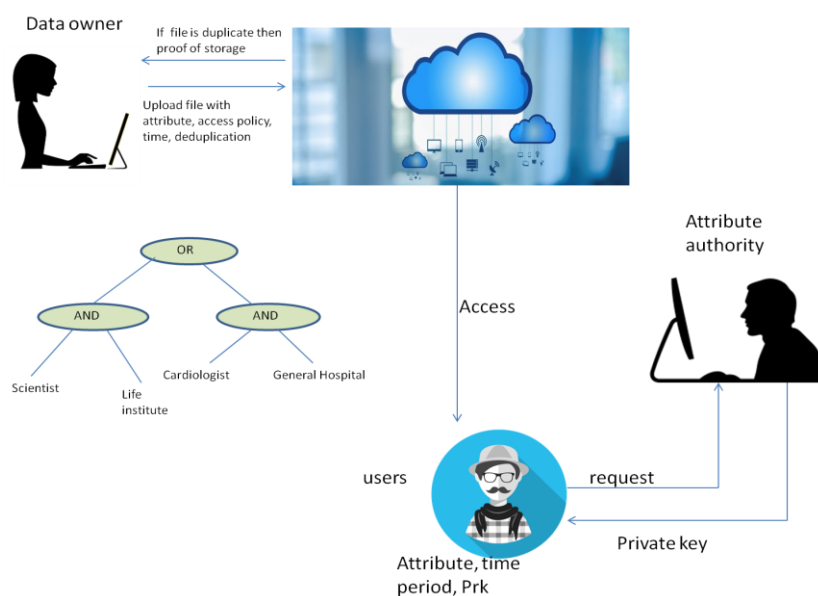 Data owner
If file is duplicate then
proof of storage
Upload file with
attribute, access policy,
time, deduplication
Attribute
authority
OR
AND
AND
Scientist
Life
institute
Cardiologist
General Hospital
Access
users
request
Private key
Attribute, time
period, Prk